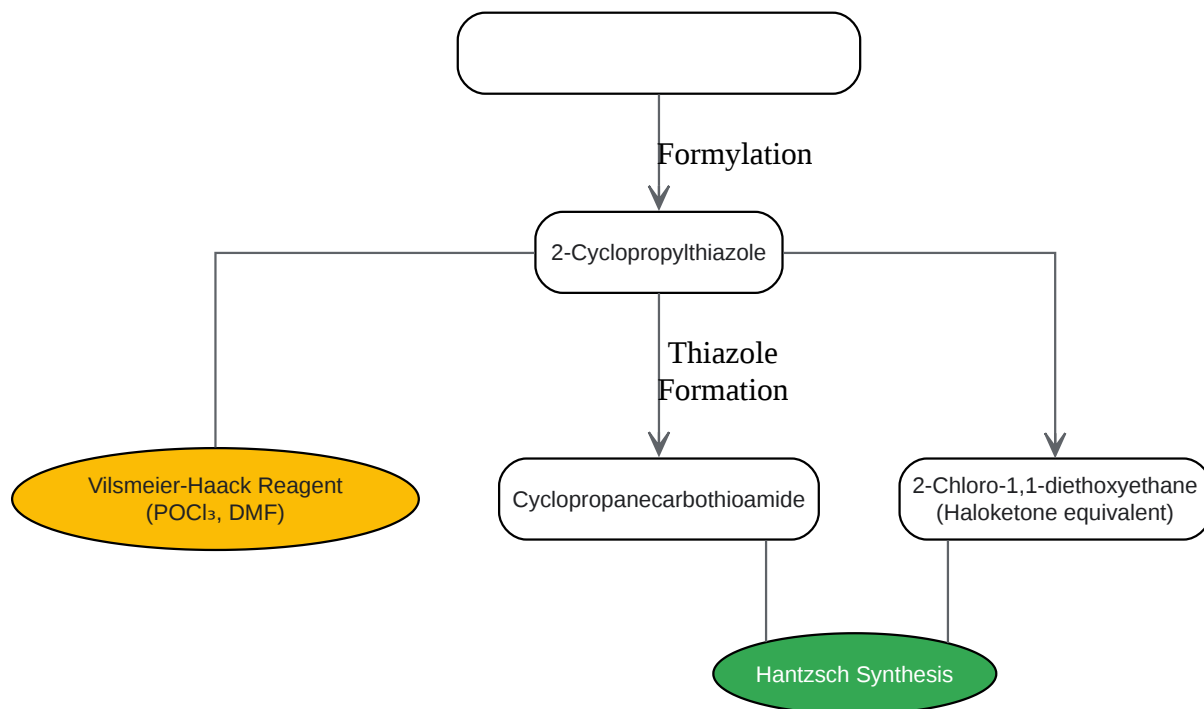 Formylation
2-Cyclopropylthiazole
Thiazole
Formation
Vilsmeier-Haack Reagent
(POCl₃, DMF)
Cyclopropanecarbothioamide
2-Chloro-1,1-diethoxyethane
(Haloketone equivalent)
Hantzsch Synthesis